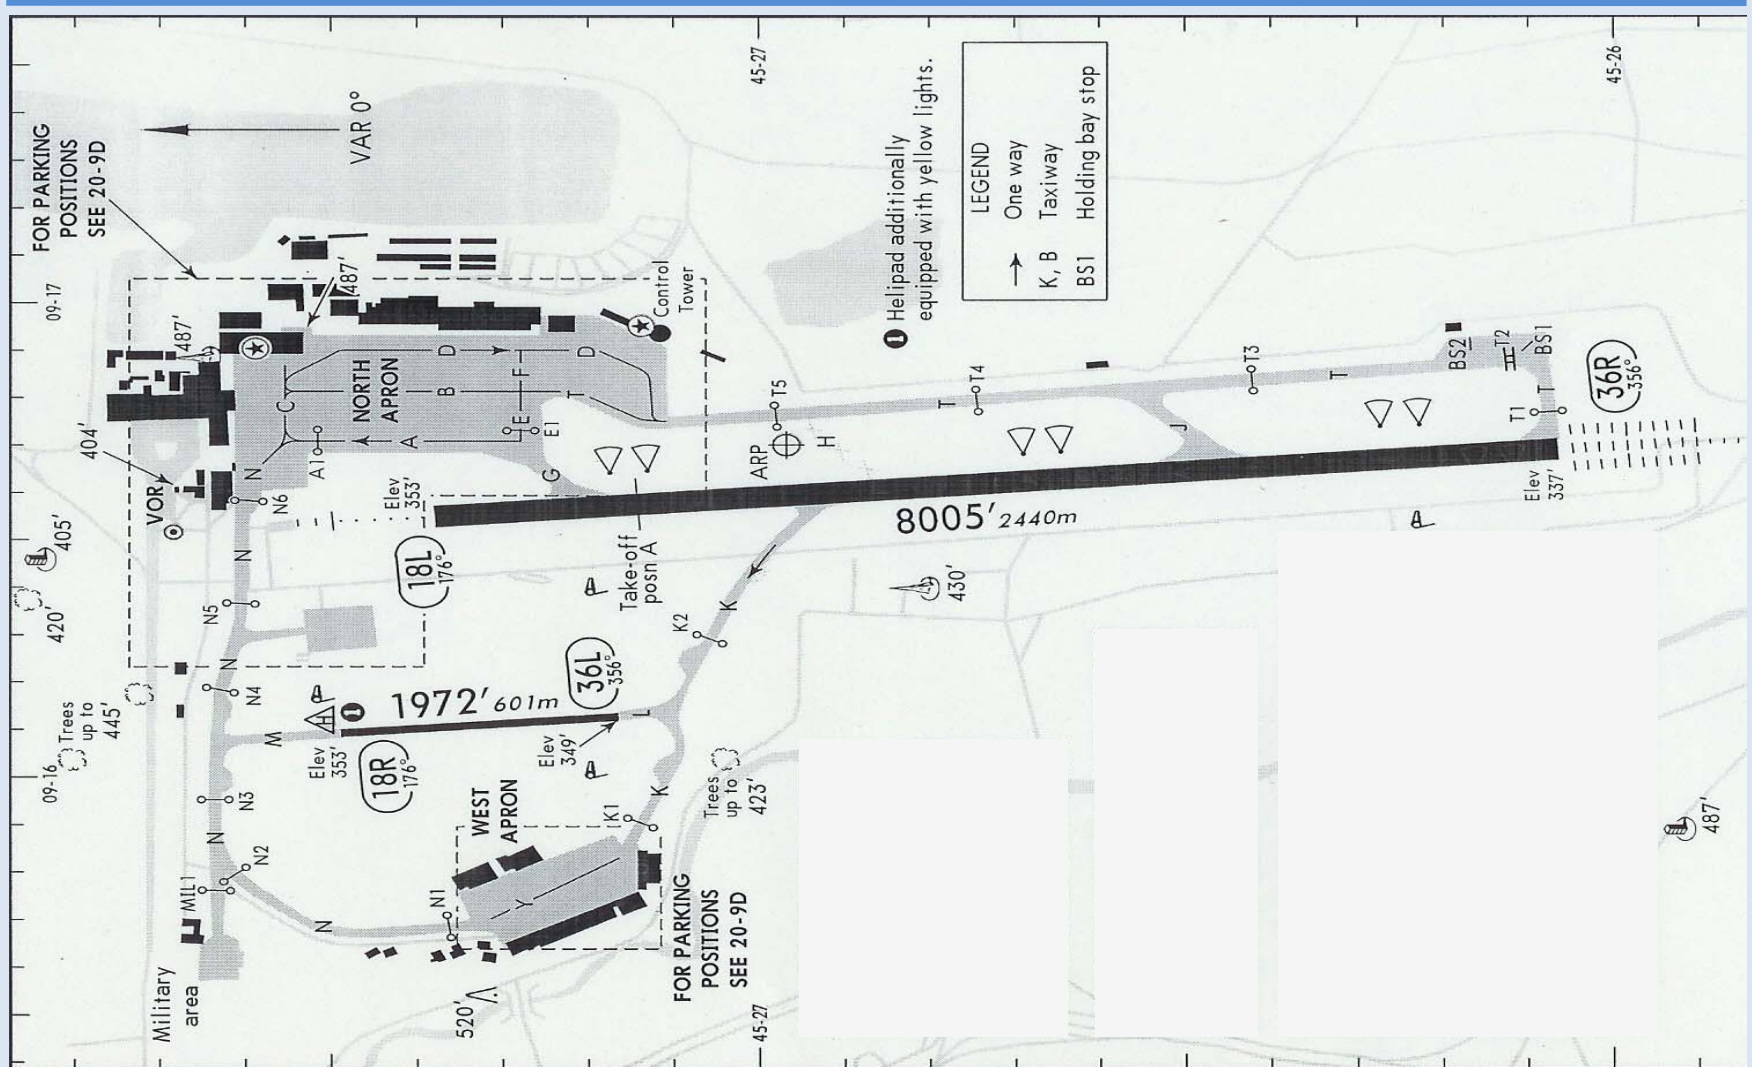 FOR PARKING
POSITIONS
SEE 20-9D
VAR 0°
45-27
45-26
❶ Helipad additionally
equipped with yellow lights.
LEGEND
→ One way
K, B Taxiway
BS1 Holding bay stop
09-17
487'
487'
Control
Tower
404'
405'
420'
VOR
NORTH
APRON
A
B
C
D
D
E
F
T
N
A1
E1
G
N6
Elev
353'
18L
176°
Take-off
posn A
ARP
H
T5
T4
T3
T
T
J
BS2
T2
BS1
T1
T
36R
356°
Elev
337'
8005' 2440m
N
N5
N
N4
K
K2
430'
Trees
up to
445'
09-16
M
H
❶
1972' 601m
36L
356°
L
Elev
353'
18R
176°
Elev
349'
N3
N
N2
MIL1
N
N1
WEST
APRON
Y
K1
K
Trees
up to
423'
487'
Military
area
520'
FOR PARKING
POSITIONS
SEE 20-9D
45-27